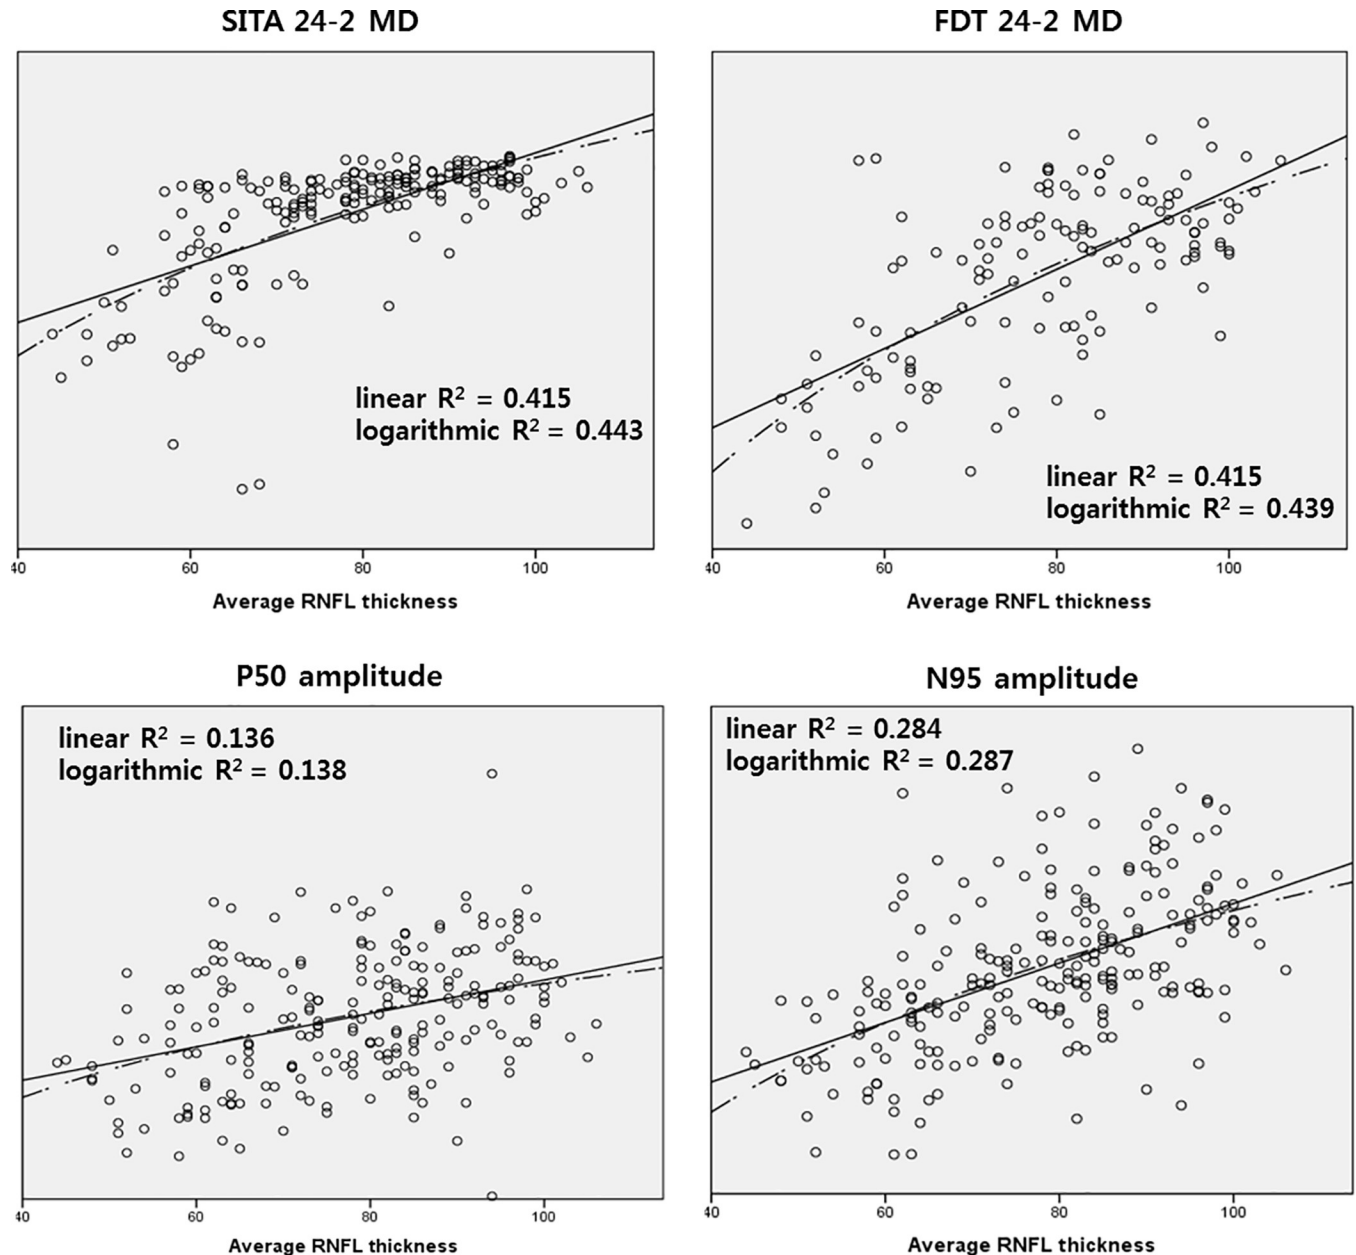 SITA 24-2 MD
linear R² = 0.415
logarithmic R² = 0.443
40 60 80 100
Average RNFL thickness
FDT 24-2 MD
linear R² = 0.415
logarithmic R² = 0.439
40 60 80 100
Average RNFL thickness
P50 amplitude
linear R² = 0.136
logarithmic R² = 0.138
40 60 80 100
Average RNFL thickness
N95 amplitude
linear R² = 0.284
logarithmic R² = 0.287
40 60 80 100
Average RNFL thickness